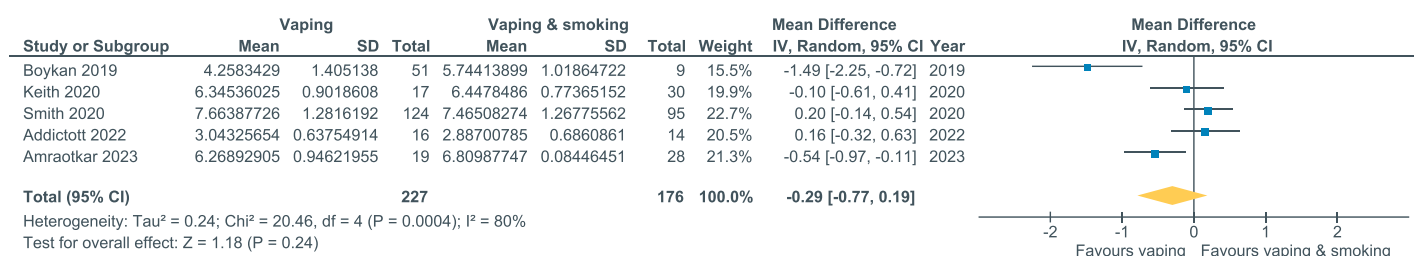 Vaping Vaping & smoking Mean Difference Mean Difference
Study or Subgroup Mean SD Total Mean SD Total Weight IV, Random, 95% CI Year IV, Random, 95% CI
Boykan 2019 4.2583429 1.405138 51 5.74413899 1.01864722 9 15.5% -1.49 [-2.25, -0.72] 2019
Keith 2020 6.34536025 0.9018608 17 6.4478486 0.77365152 30 19.9% -0.10 [-0.61, 0.41] 2020
Smith 2020 7.66387726 1.2816192 124 7.46508274 1.26775562 95 22.7% 0.20 [-0.14, 0.54] 2020
Addictott 2022 3.04325654 0.63754914 16 2.88700785 0.6860861 14 20.5% 0.16 [-0.32, 0.63] 2022
Amraotkar 2023 6.26892905 0.94621955 19 6.80987747 0.08446451 28 21.3% -0.54 [-0.97, -0.11] 2023
Total (95% CI) 227 176 100.0% -0.29 [-0.77, 0.19]
Heterogeneity: Tau² = 0.24; Chi² = 20.46, df = 4 (P = 0.0004); I² = 80%
Test for overall effect: Z = 1.18 (P = 0.24)
-2 -1 0 1 2
Favours vaping Favours vaping & smoking